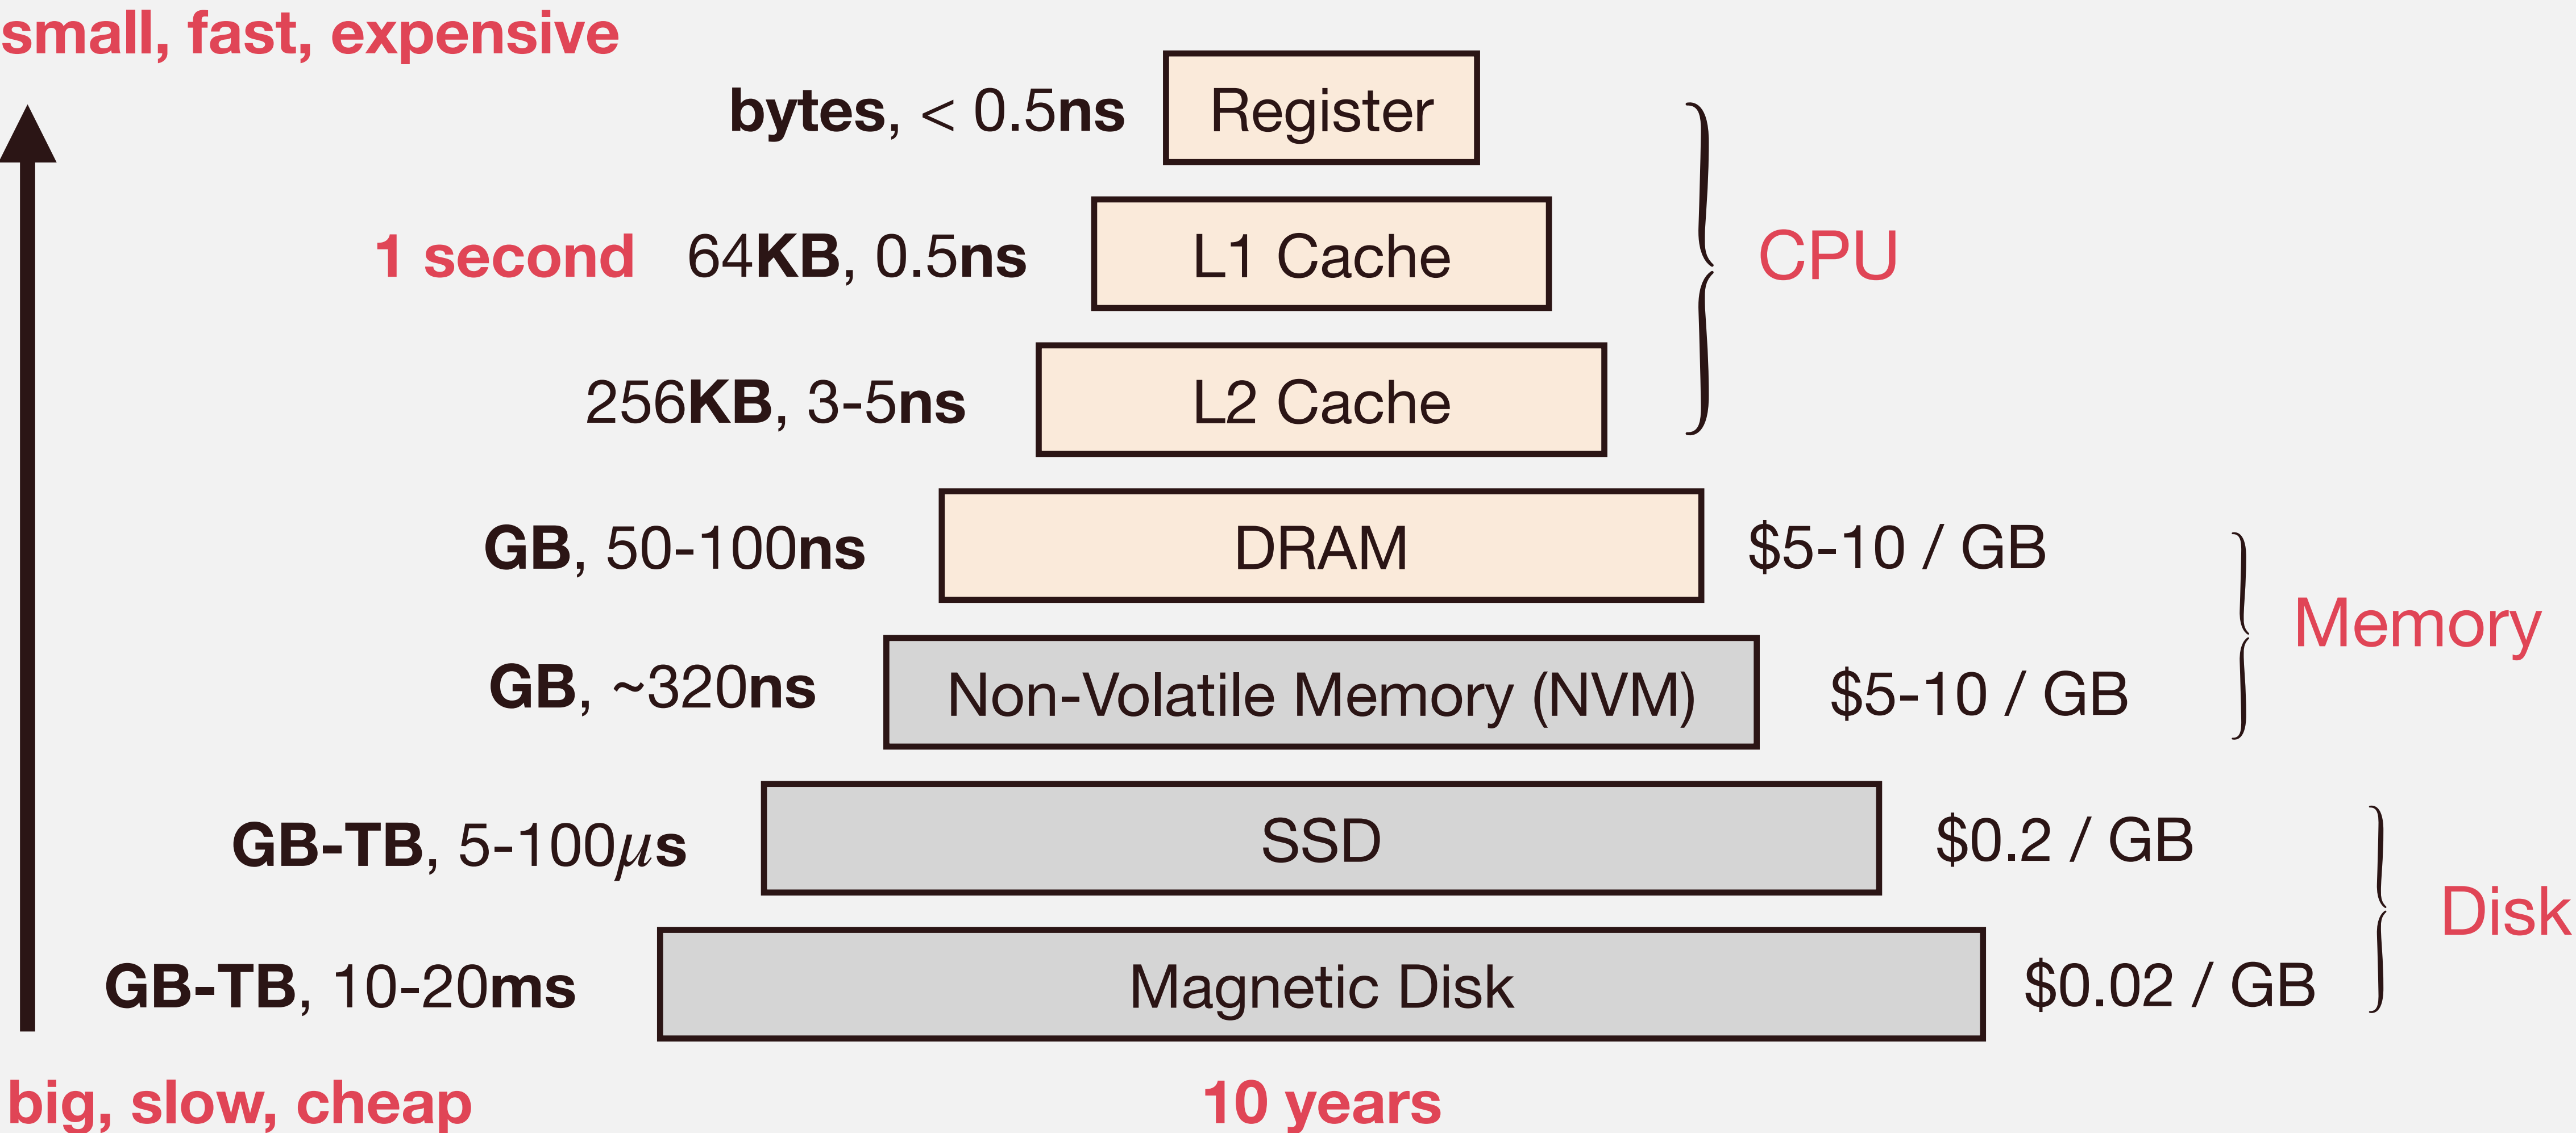 small, fast, expensive
bytes, < 0.5ns
Register
1 second
64KB, 0.5ns
L1 Cache
CPU
256KB, 3-5ns
L2 Cache
GB, 50-100ns
DRAM
$5-10 / GB
GB, ~320ns
Non-Volatile Memory (NVM)
$5-10 / GB
Memory
GB-TB, 5-100μs
SSD
$0.2 / GB
GB-TB, 10-20ms
Magnetic Disk
$0.02 / GB
Disk
big, slow, cheap
10 years